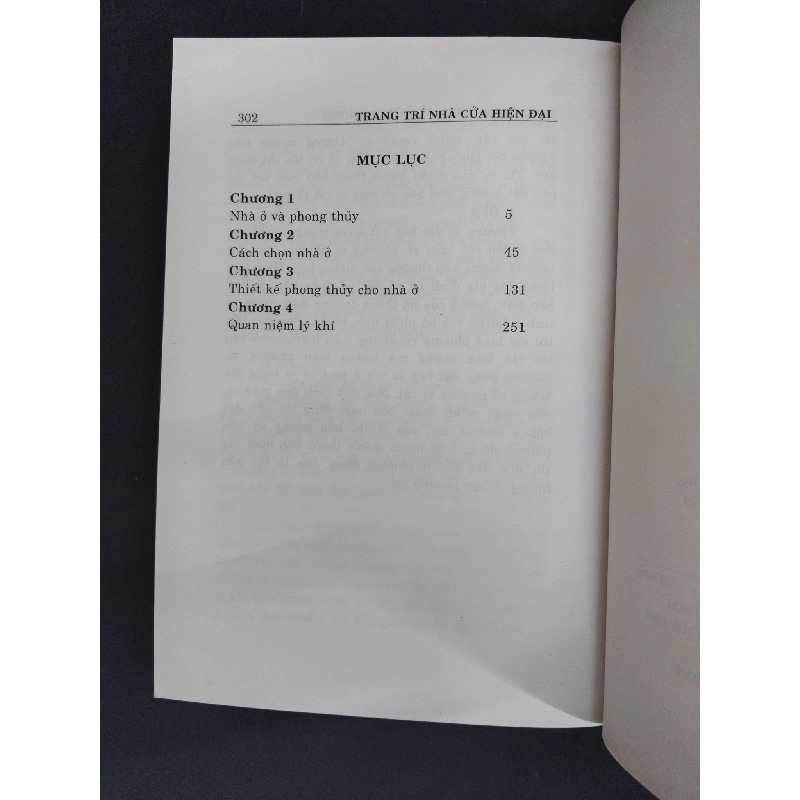 302 TRANG TRÍ NHÀ CỬA HIỆN ĐẠI
MỤC LỤC
Chương 1
Nhà ở và phong thủy 5
Chương 2
Cách chọn nhà ở 45
Chương 3
Thiết kế phong thủy cho nhà ở 131
Chương 4
Quan niệm lý khí 251